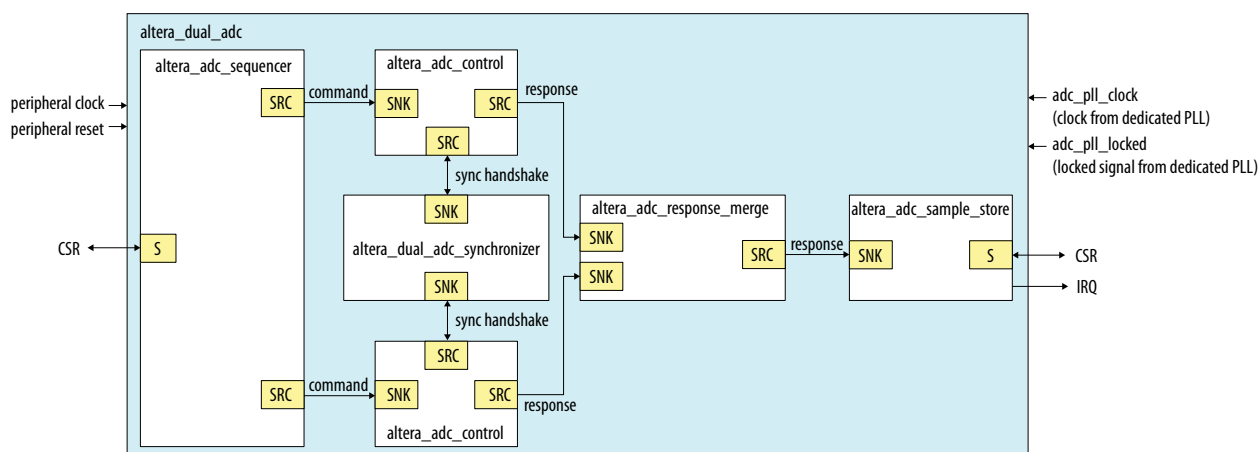 altera_dual_adc
altera_adc_sequencer
altera_adc_control
peripheral clock
peripheral reset
SRC
command
SNK
SRC
response
SRC
adc_pll_clock
(clock from dedicated PLL)
adc_pll_locked
(locked signal from dedicated PLL)
sync handshake
SNK
altera_dual_adc_synchronizer
SNK
sync handshake
altera_adc_response_merge
SNK
SNK
SRC
response
altera_adc_sample_store
SNK
S
CSR
IRQ
CSR
S
SRC
SRC
command
SNK
SRC
response
altera_adc_control